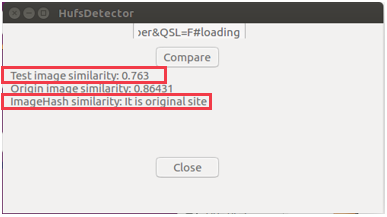 HufsDetector
per&QSL=F#loading
Compare
Test image similarity: 0.763
Origin image similarity: 0.86431
ImageHash similarity: It is original site
Close